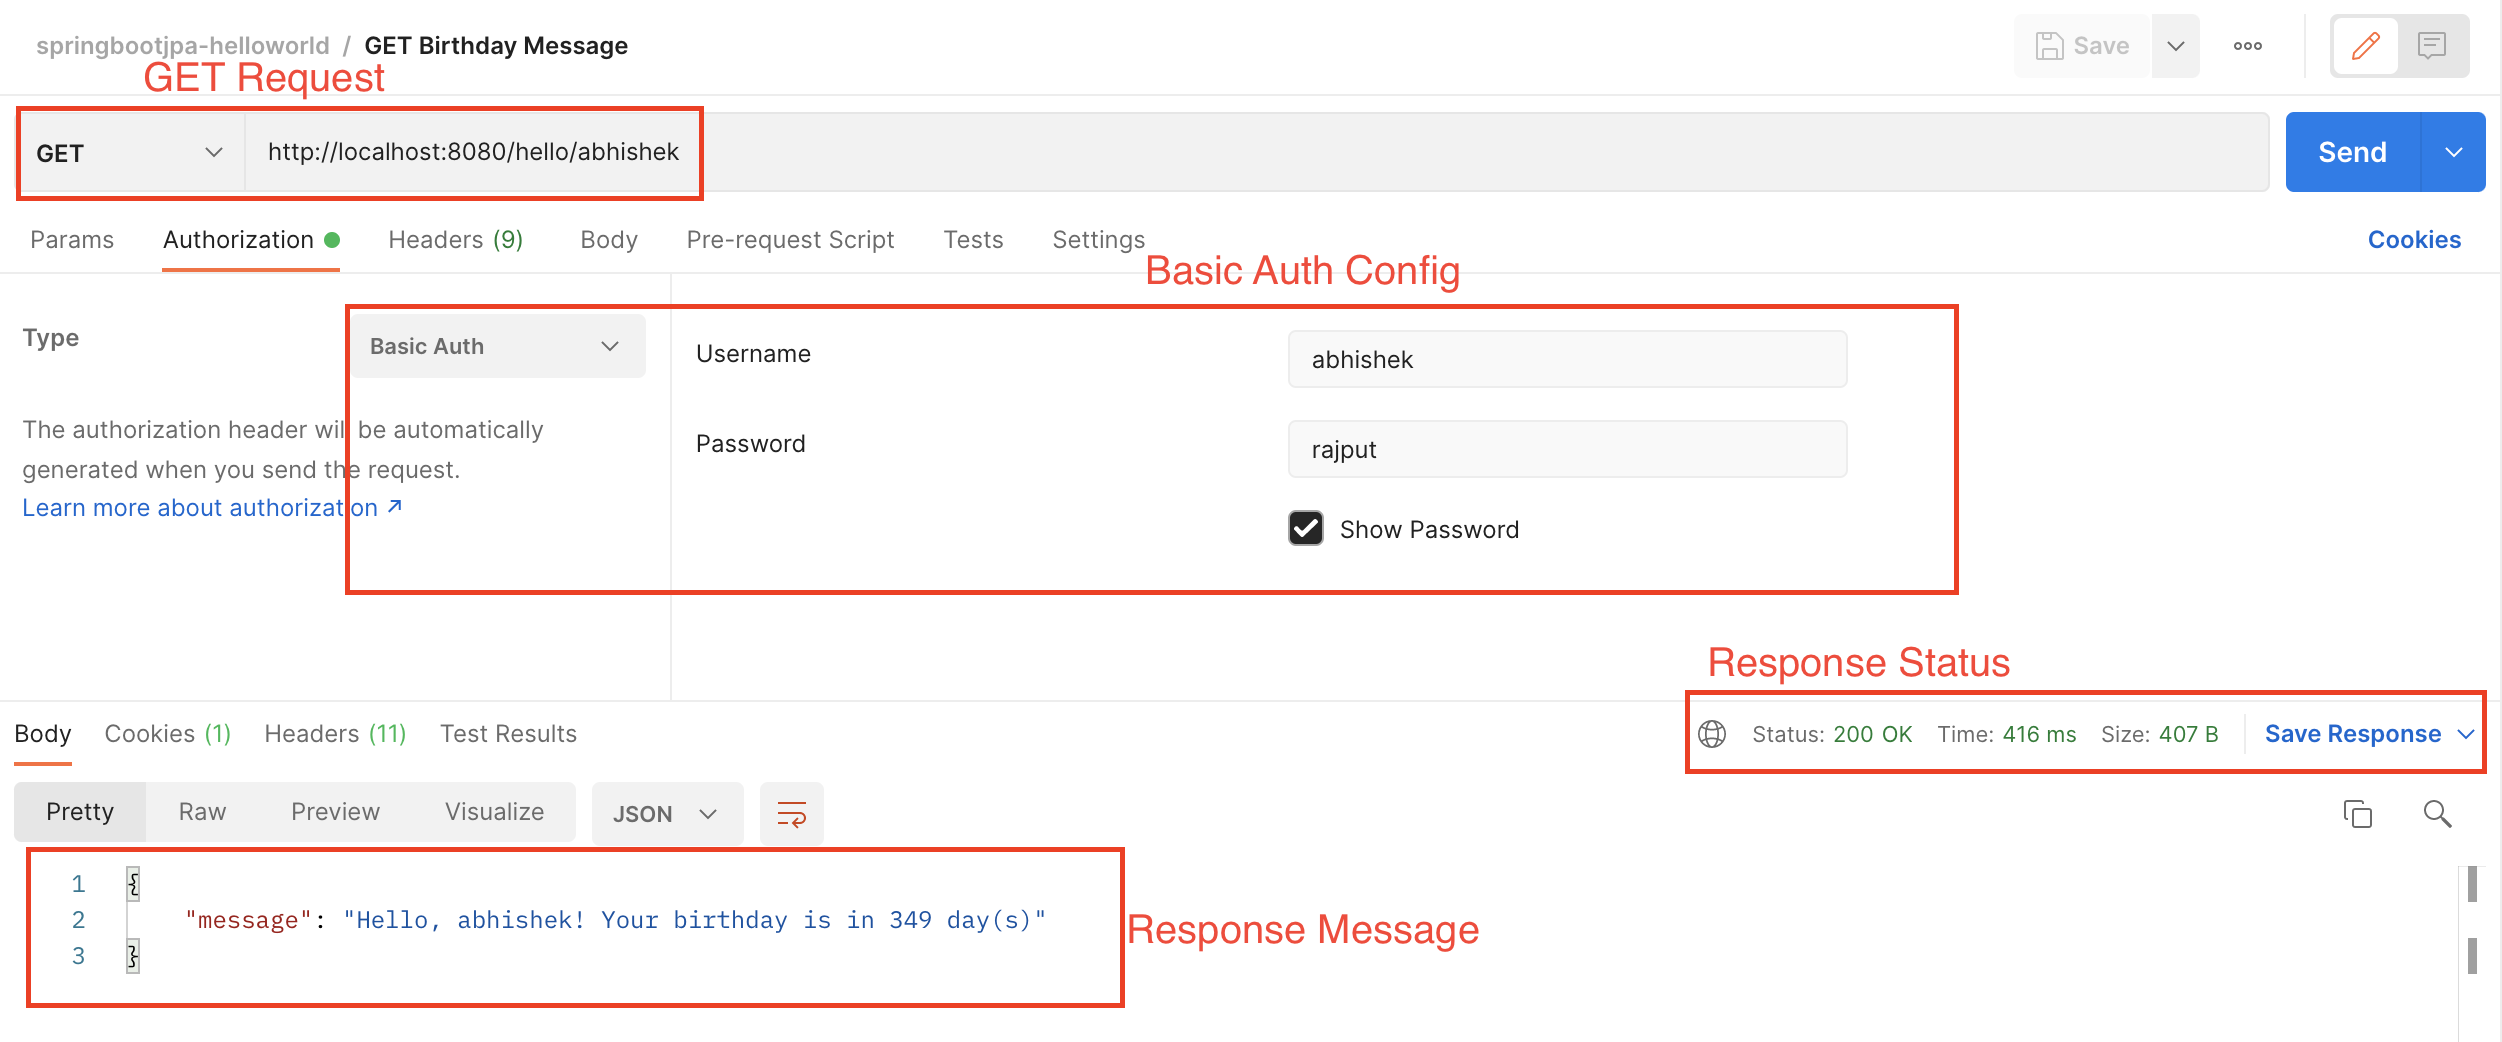 springbootjpa-helloworld / GET Birthday Message
Save
GET Request
GET
http://localhost:8080/hello/abhishek
Send
Params
Authorization
Headers (9)
Body
Pre-request Script
Tests
Settings
Cookies
Basic Auth Config
Type
Basic Auth
The authorization header will be automatically
generated when you send the request.
Learn more about authorization ↗
Username
abhishek
Password
rajput
Show Password
Response Status
Body
Cookies (1)
Headers (11)
Test Results
Status: 200 OK
Time: 416 ms
Size: 407 B
Save Response
Pretty
Raw
Preview
Visualize
JSON
1 {
2 "message": "Hello, abhishek! Your birthday is in 349 day(s)"
3 }
Response Message